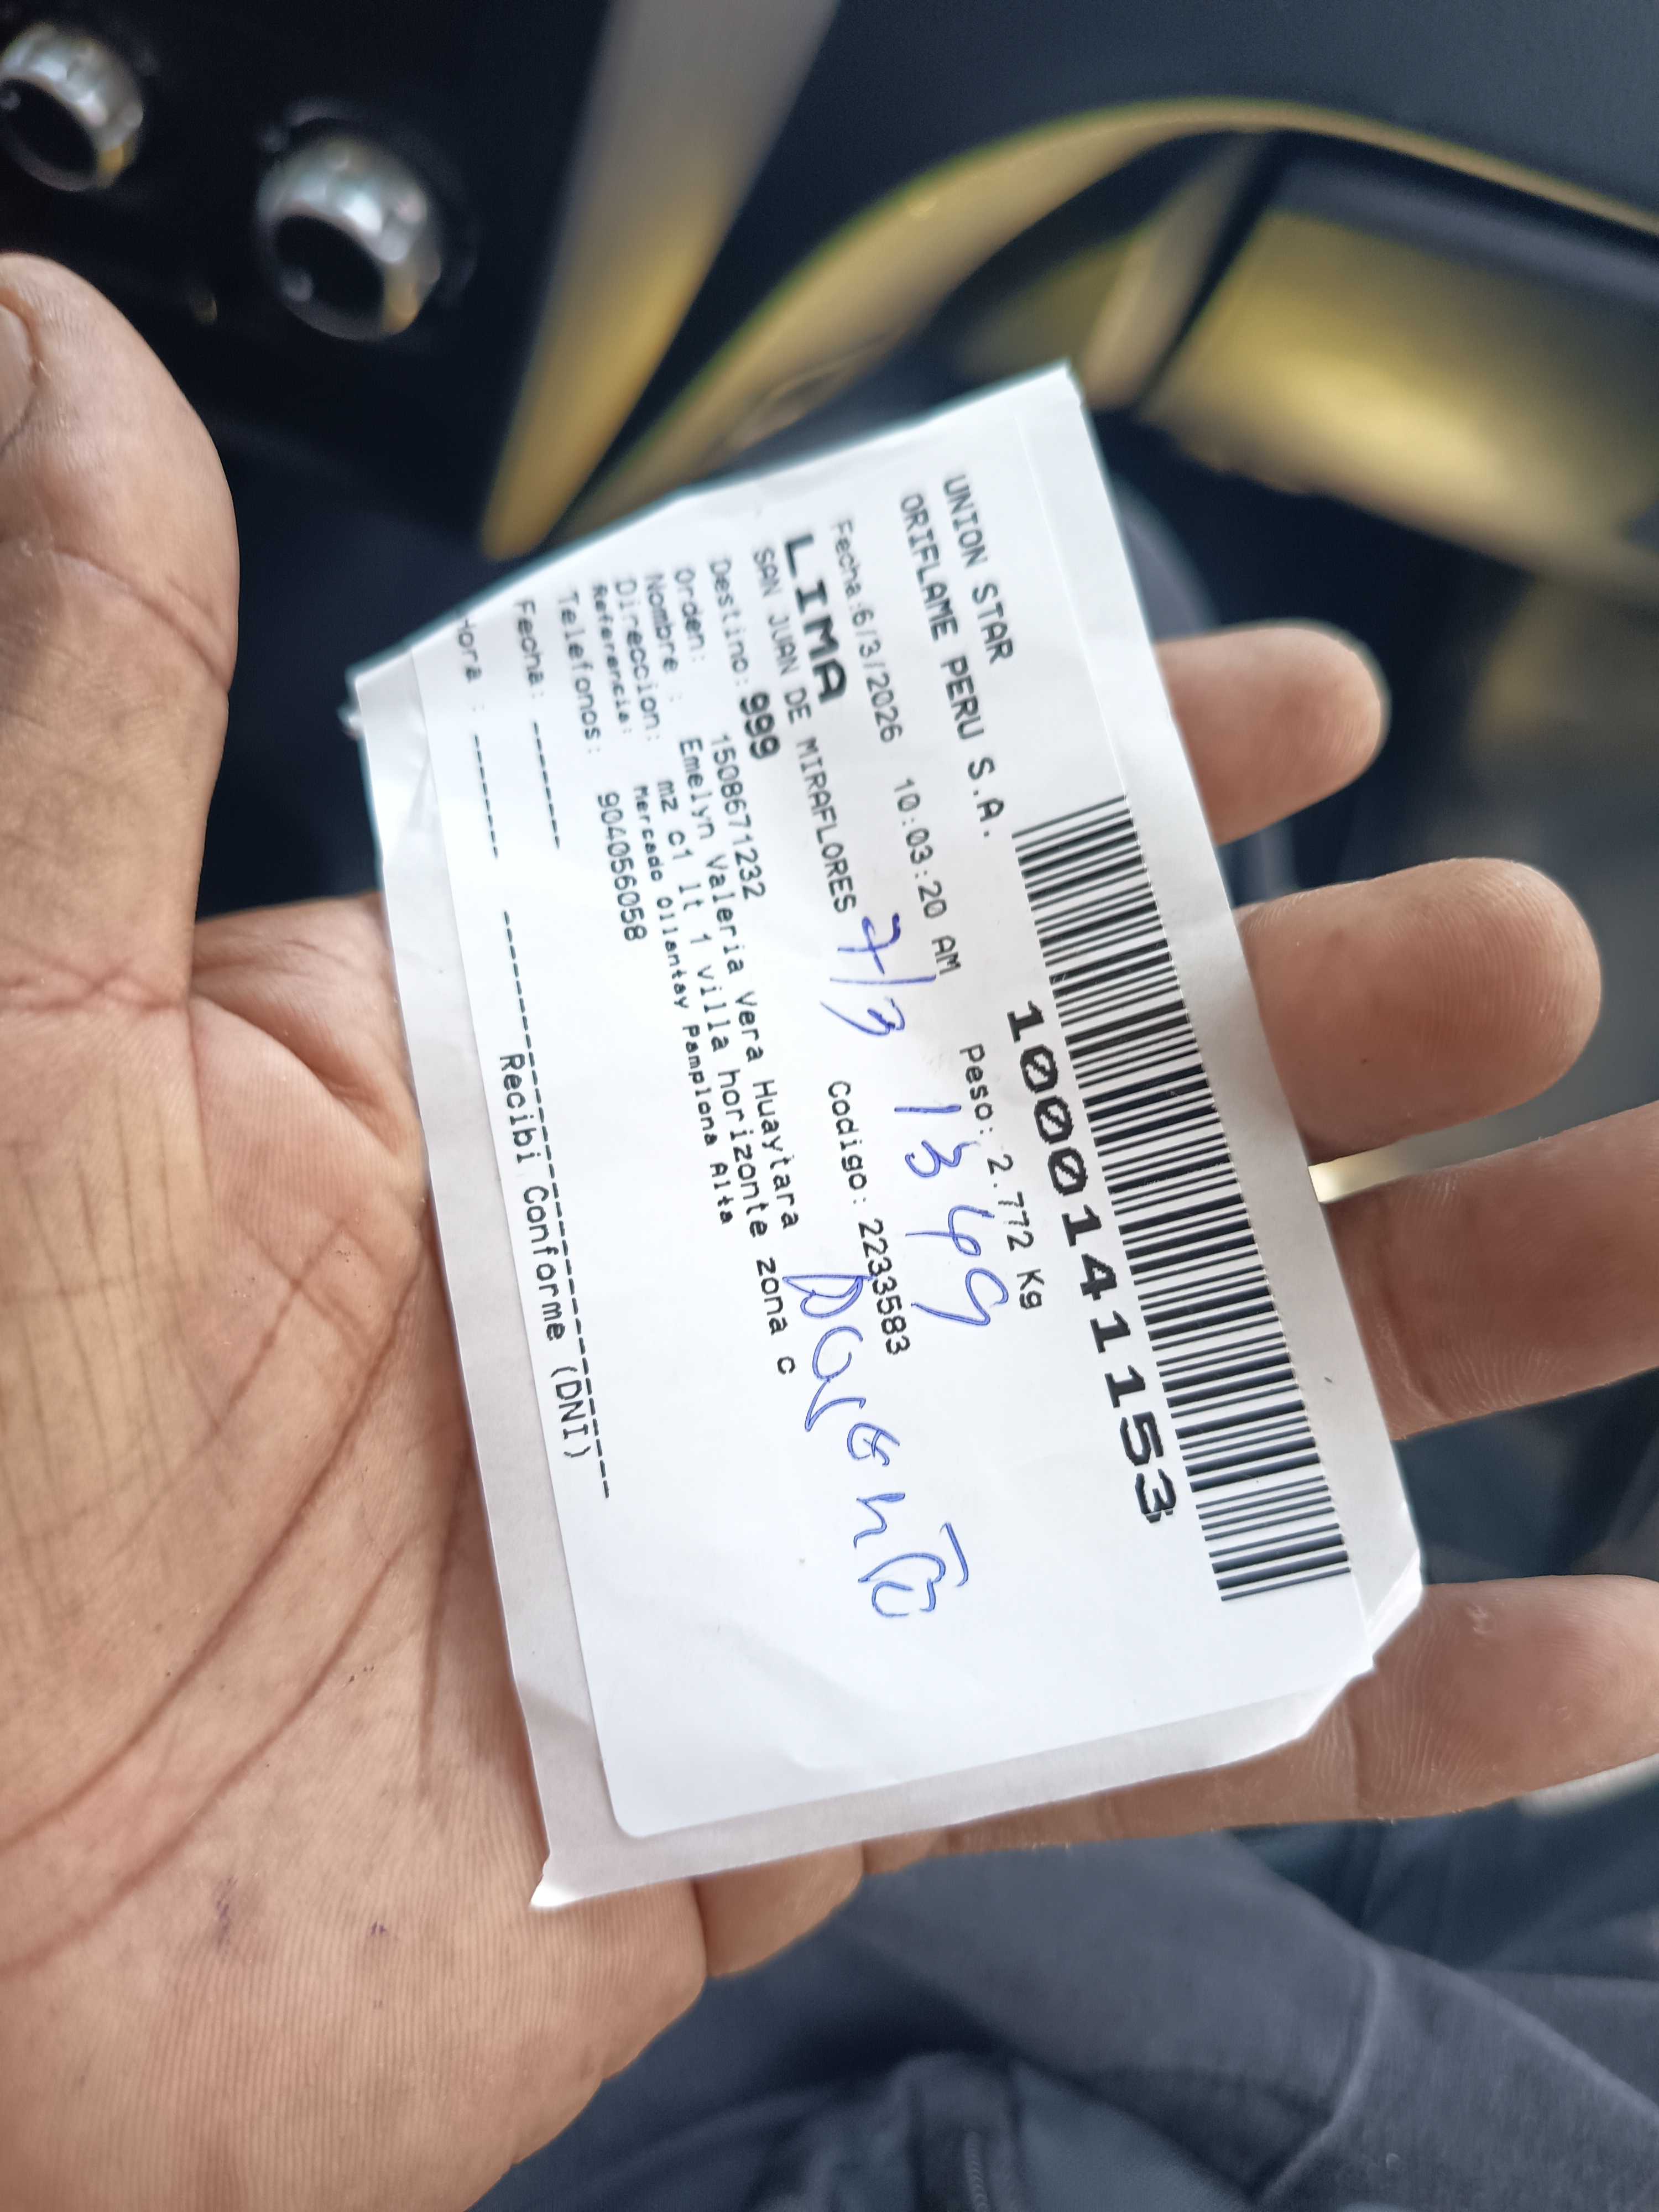 UNION STAR
ORIFLAME PERU S.A.
10001411153
Fecha:6/3/2026 10:03:20 AM Peso: 2.772 Kg
LIMA
7/3 1349
SAN JUAN DE MIRAFLORES Codigo: 2233583
Destino: 999
Orden: 1508671232
Nombre : Emelyn Valeria Vera Huaytara
Direccion: mz c1 lt 1 villa horizonte zona c
Referencia: Mercado Ollantay Pamplona Alta
Telefonos: 904056058
Fecha: -------
Hora : -------
Recibi Conforme (DNI)